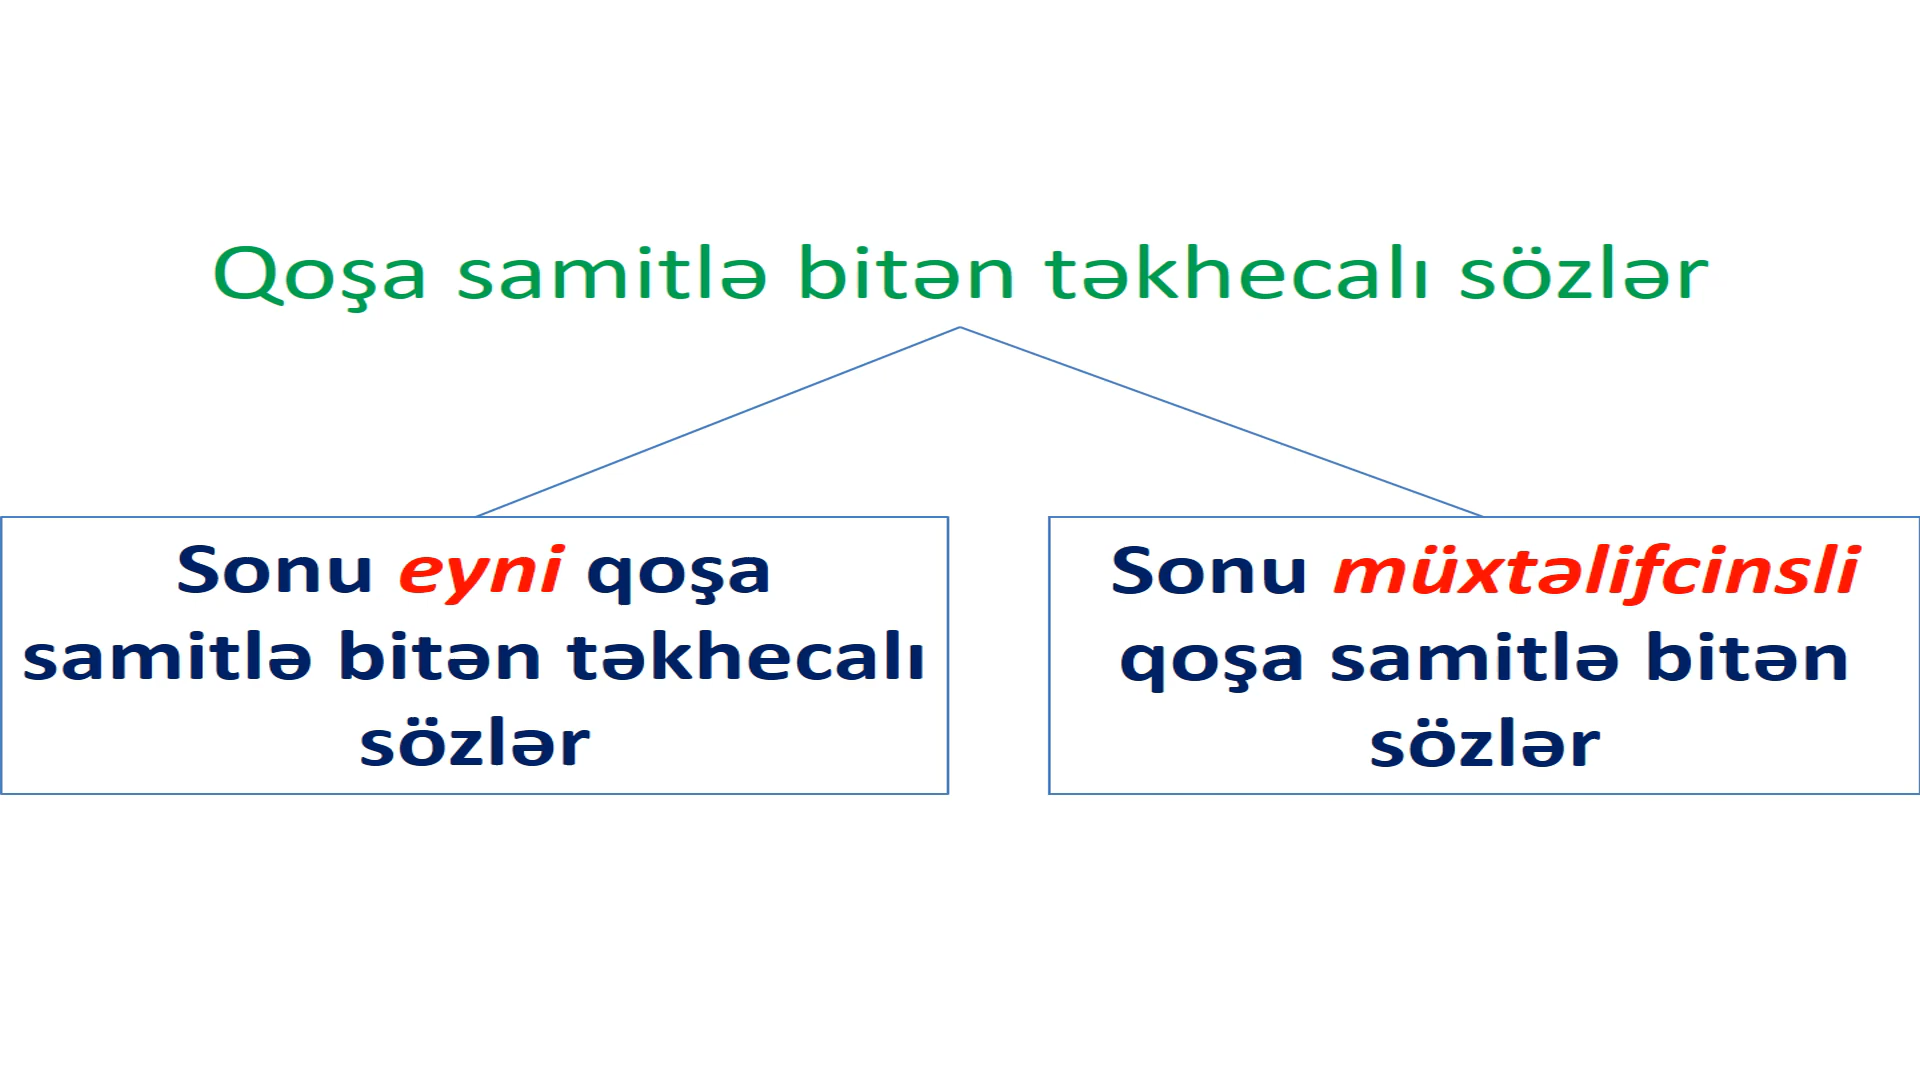 Qoşa samitlə bitən təkhecalı sözlər
Sonu eyni qoşa
samitlə bitən təkhecalı
sözlər
Sonu müxtəlifcinsli
qoşa samitlə bitən
sözlər